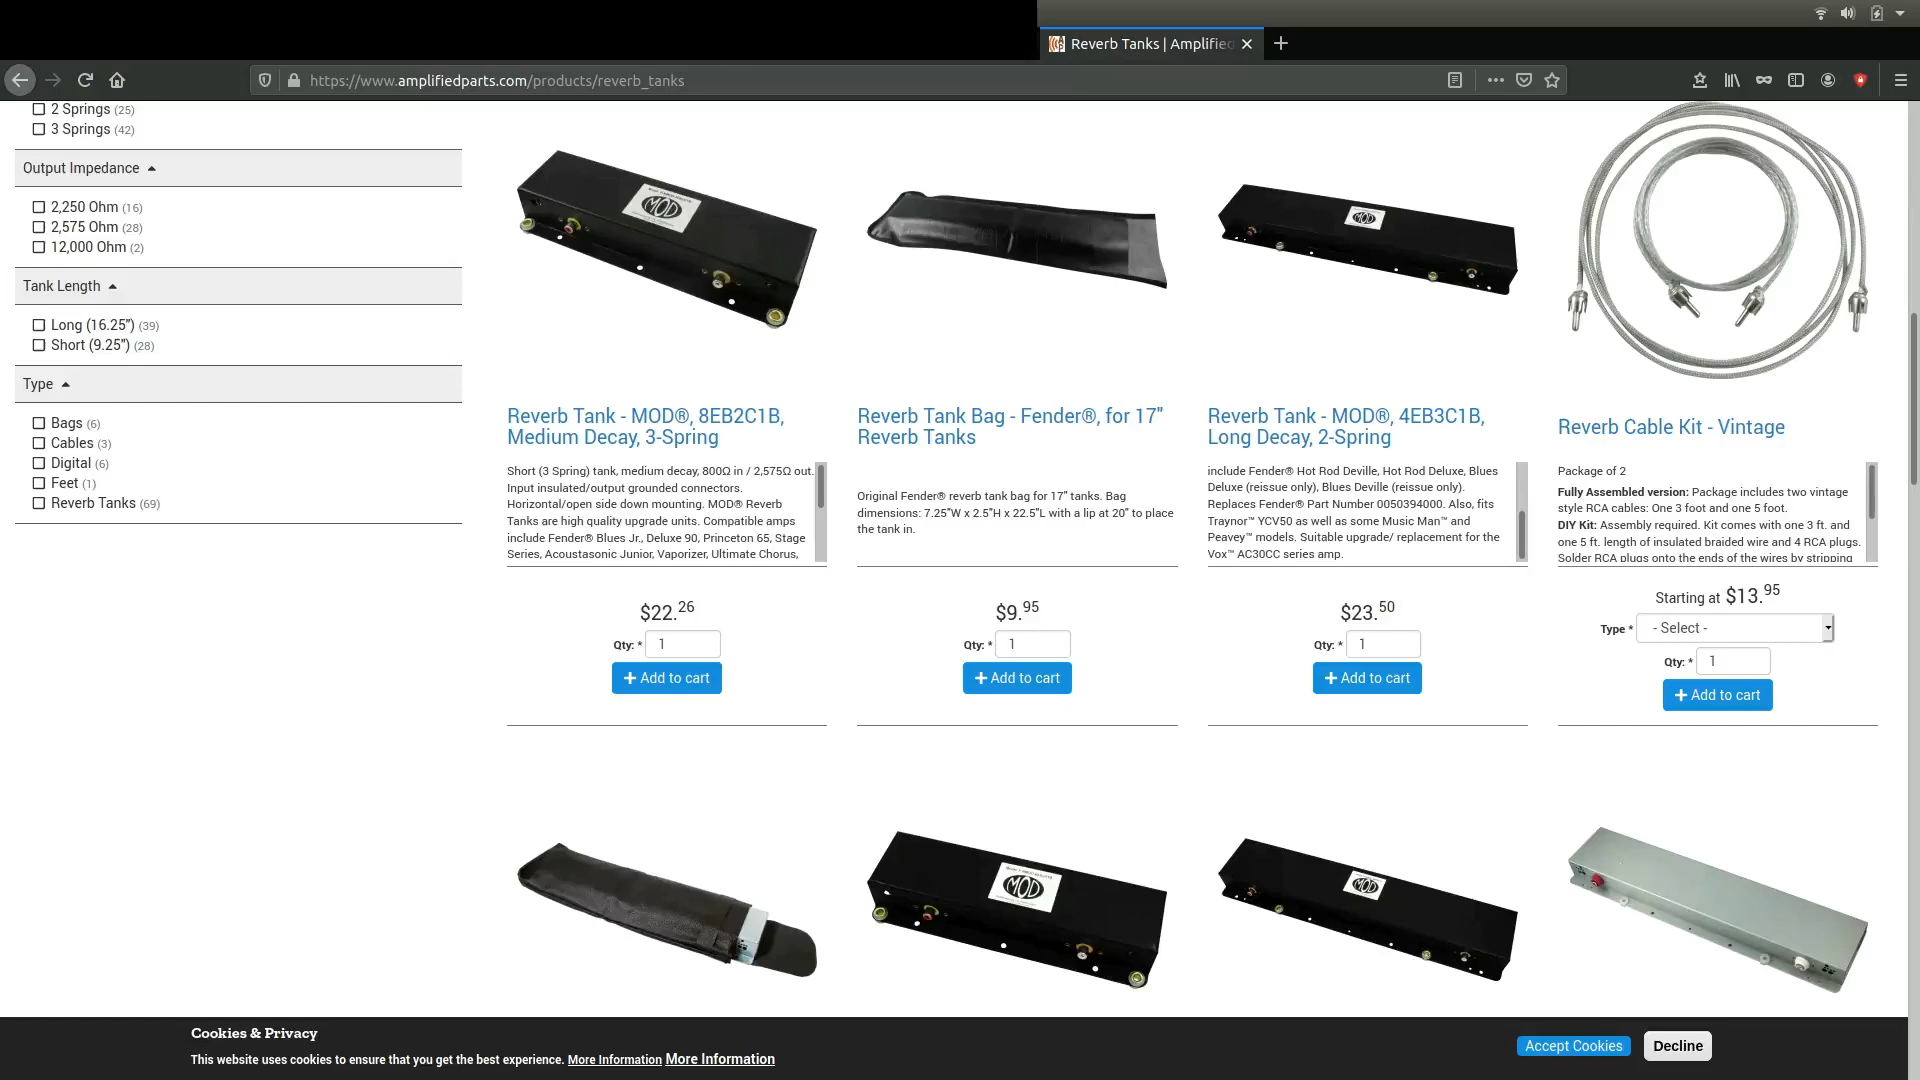 Reverb Tanks | Amplified
https://www.amplifiedparts.com/products/reverb_tanks
2 Springs (25)
3 Springs (42)
Output Impedance
2,250 Ohm (16)
2,575 Ohm (28)
12,000 Ohm (2)
Tank Length
Long (16.25") (39)
Short (9.25") (28)
Type
Bags (6)
Cables (3)
Digital (6)
Feet (1)
Reverb Tanks (69)
MOD
MOD
Reverb Tank - MOD®, 8EB2C1B,
Medium Decay, 3-Spring
Short (3 Spring) tank, medium decay, 800Ω in / 2,575Ω out.
Input insulated/output grounded connectors.
Horizontal/open side down mounting. MOD® Reverb
Tanks are high quality upgrade units. Compatible amps
include Fender® Blues Jr., Deluxe 90, Princeton 65, Stage
Series, Acoustasonic Junior, Vaporizer, Ultimate Chorus,
$22.26
Qty: * 1
Add to cart
Reverb Tank Bag - Fender®, for 17"
Reverb Tanks
Original Fender® reverb tank bag for 17" tanks. Bag
dimensions: 7.25"W x 2.5"H x 22.5"L with a lip at 20" to place
the tank in.
$9.95
Qty: * 1
Add to cart
Reverb Tank - MOD®, 4EB3C1B,
Long Decay, 2-Spring
include Fender® Hot Rod Deville, Hot Rod Deluxe, Blues
Deluxe (reissue only), Blues Deville (reissue only).
Replaces Fender® Part Number 0050394000. Also, fits
Traynor™ YCV50 as well as some Music Man™ and
Peavey™ models. Suitable upgrade/ replacement for the
Vox™ AC30CC series amp.
$23.50
Qty: * 1
Add to cart
Reverb Cable Kit - Vintage
Package of 2
Fully Assembled version: Package includes two vintage
style RCA cables: One 3 foot and one 5 foot.
DIY Kit: Assembly required. Kit comes with one 3 ft. and
one 5 ft. length of insulated braided wire and 4 RCA plugs.
Solder RCA plugs onto the ends of the wires by stripping
Starting at $13.95
Type * - Select -
Qty: * 1
Add to cart
MOD
MOD
Cookies & Privacy
This website uses cookies to ensure that you get the best experience. More Information More Information
Accept Cookies
Decline